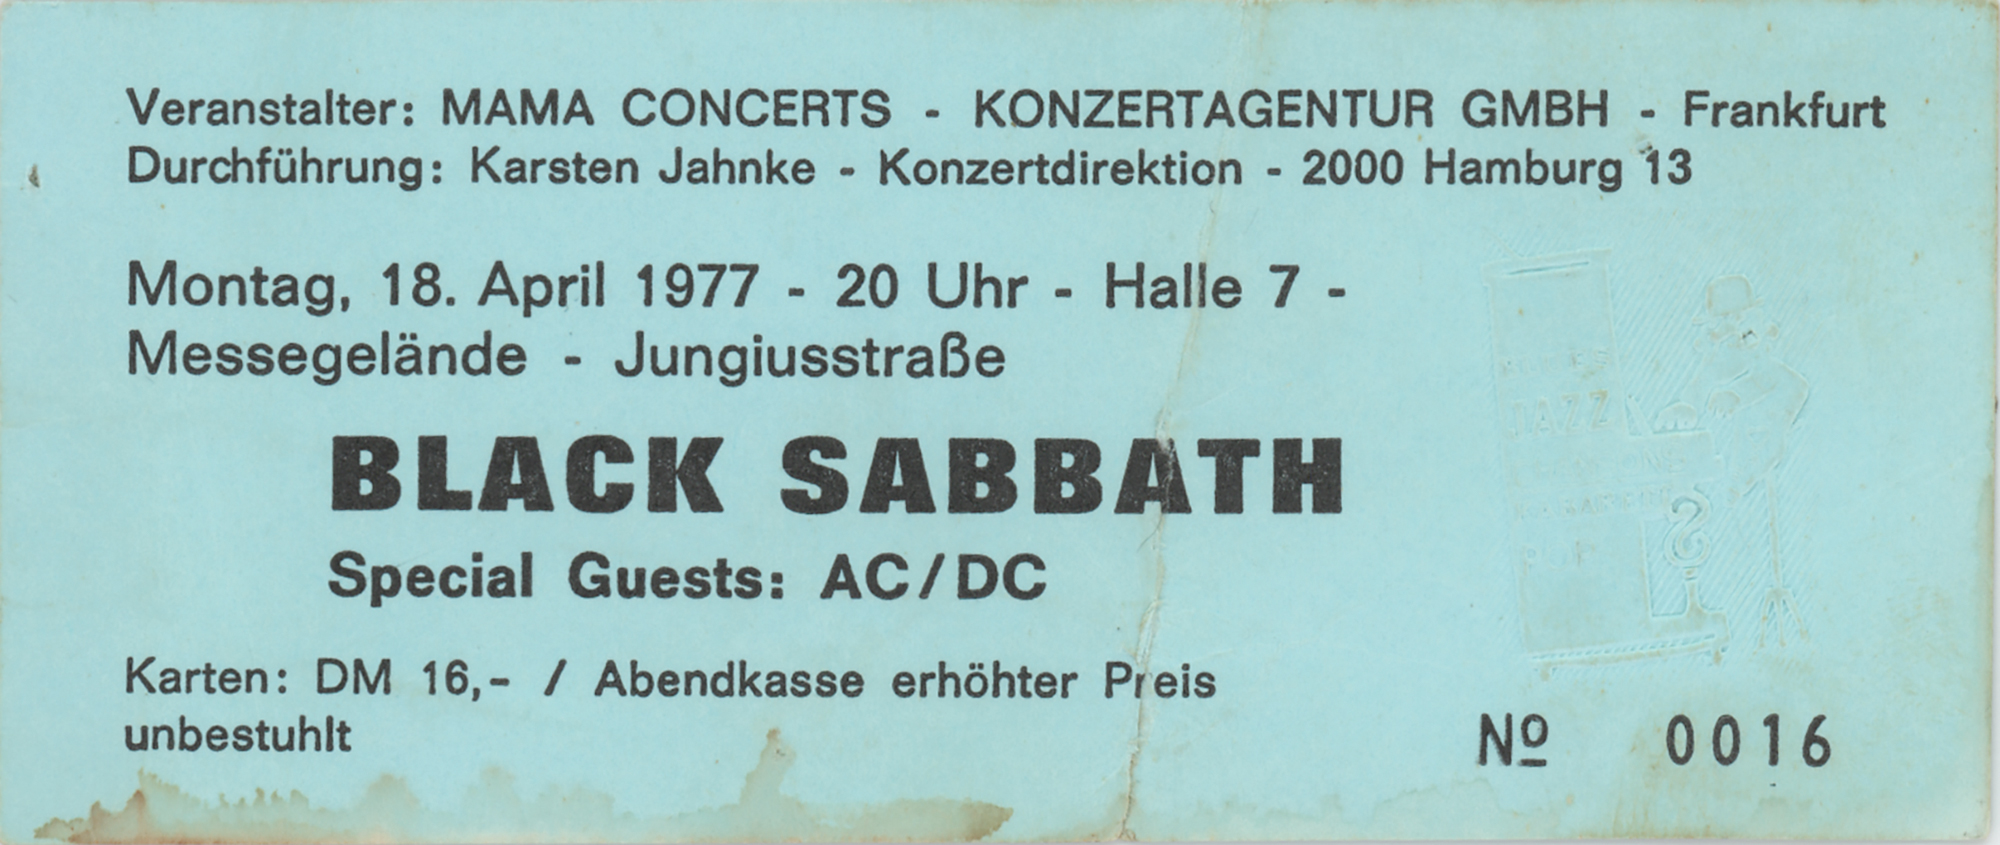 Veranstalter: MAMA CONCERTS - KONZERTAGENTUR GMBH - Frankfurt
Durchführung: Karsten Jahnke - Konzertdirektion - 2000 Hamburg 13
Montag, 18. April 1977 - 20 Uhr - Halle 7 -
Messegelände - Jungiusstraße
BLACK SABBATH
Special Guests: AC/DC
Karten: DM 16,- / Abendkasse erhöhter Preis
unbestuhlt
JAZZ
POP
Nº 0016